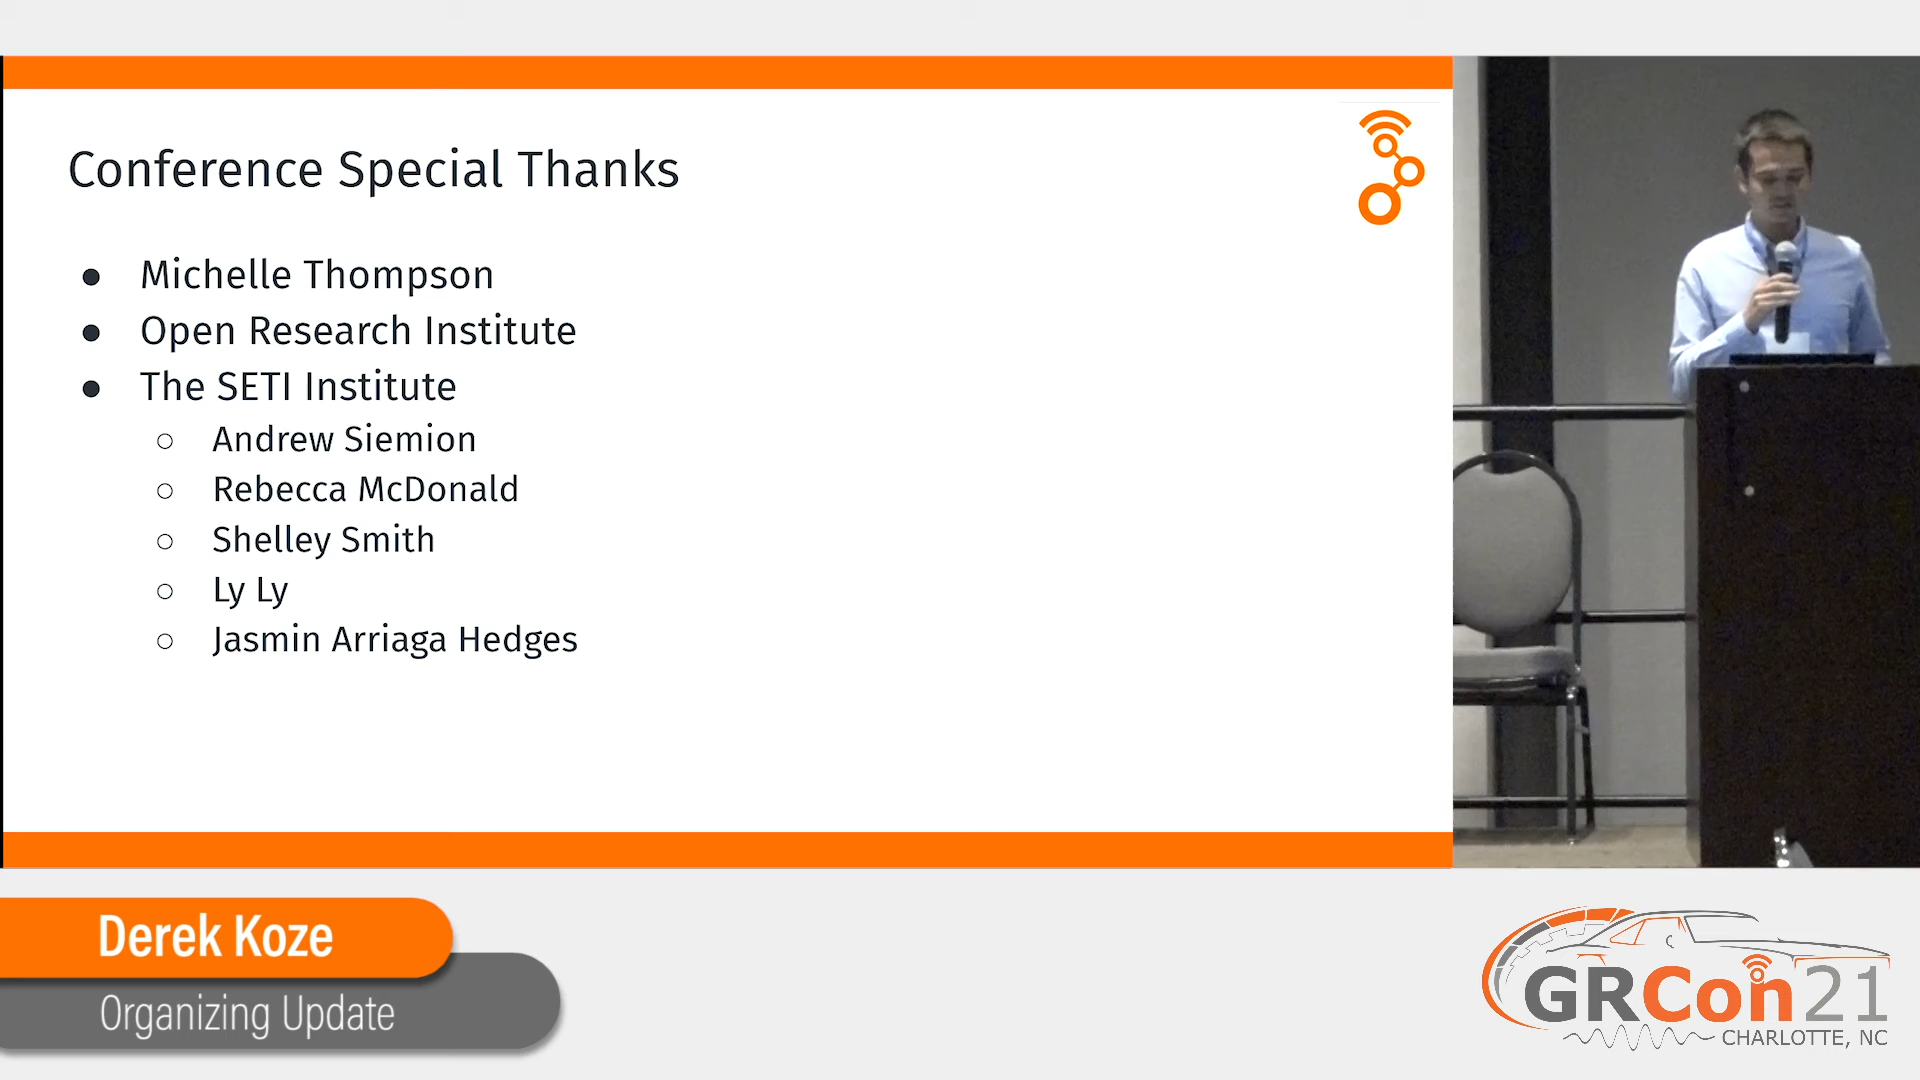 Conference Special Thanks
● Michelle Thompson
● Open Research Institute
● The SETI Institute
○ Andrew Siemion
○ Rebecca McDonald
○ Shelley Smith
○ Ly Ly
○ Jasmin Arriaga Hedges
Derek Koze
Organizing Update
GRCon21
CHARLOTTE, NC